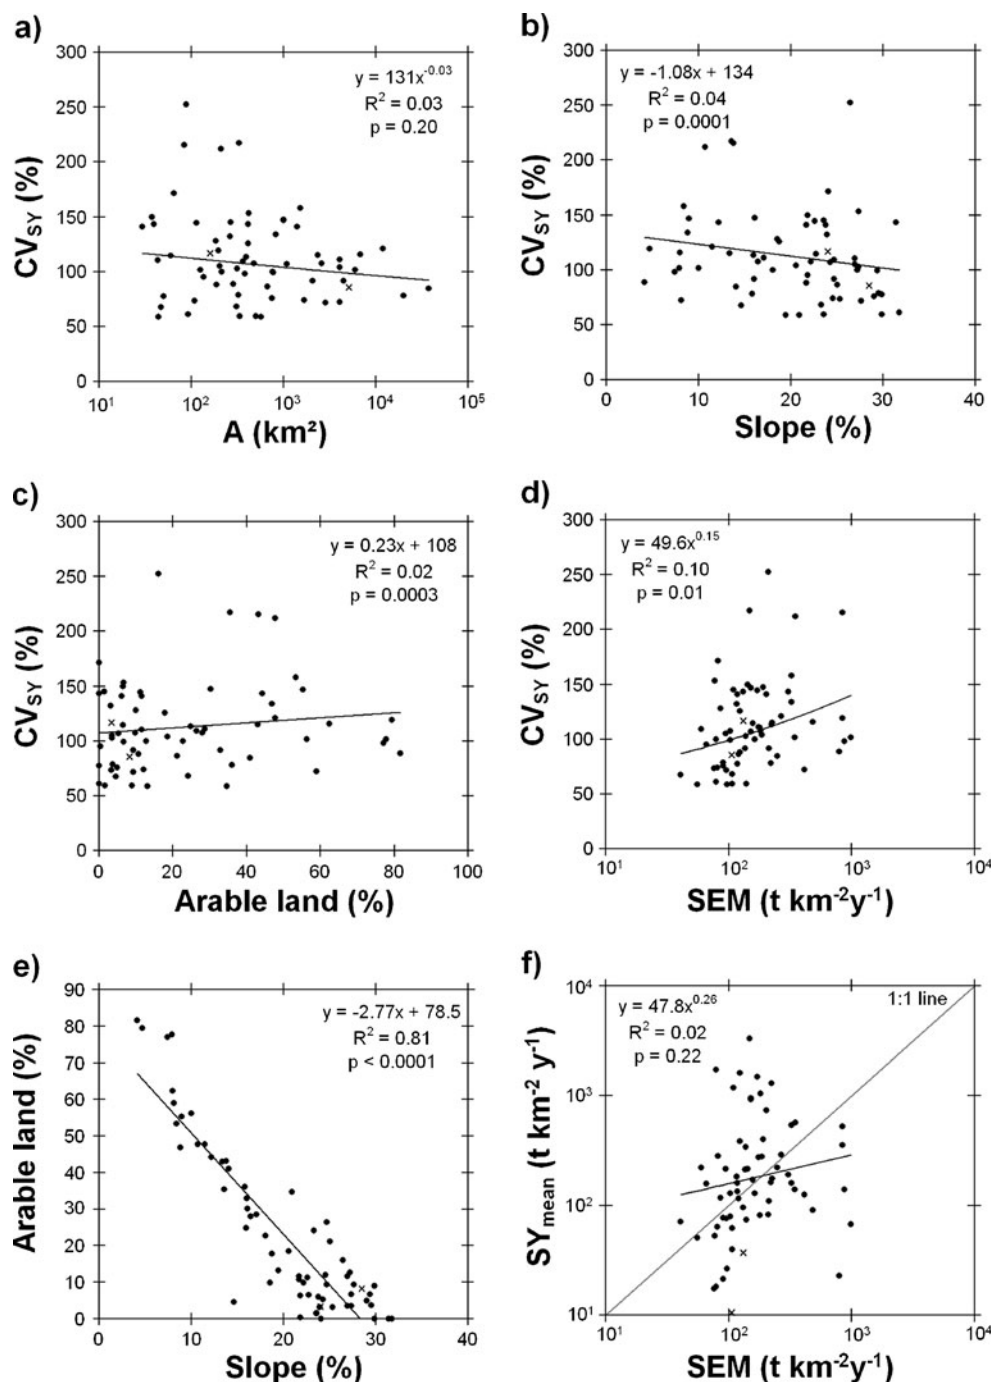 a)
300
250
200
150
100
50
0
CV_SY (%)
y = 131x^-0.03
R² = 0.03
p = 0.20
10¹ 10² 10³ 10⁴ 10⁵
A (km²)
b)
300
250
200
150
100
50
0
CV_SY (%)
y = -1.08x + 134
R² = 0.04
p = 0.0001
0 10 20 30 40
Slope (%)
c)
300
250
200
150
100
50
0
CV_SY (%)
y = 0.23x + 108
R² = 0.02
p = 0.0003
0 20 40 60 80 100
Arable land (%)
d)
300
250
200
150
100
50
0
CV_SY (%)
y = 49.6x^0.15
R² = 0.10
p = 0.01
10¹ 10² 10³ 10⁴
SEM (t km⁻²y⁻¹)
e)
90
80
70
60
50
40
30
20
10
0
Arable land (%)
y = -2.77x + 78.5
R² = 0.81
p < 0.0001
0 10 20 30 40
Slope (%)
f)
10⁴
10³
10²
10¹
SY_mean (t km⁻² y⁻¹)
y = 47.8x^0.26
R² = 0.02
p = 0.22
1:1 line
10¹ 10² 10³ 10⁴
SEM (t km⁻²y⁻¹)